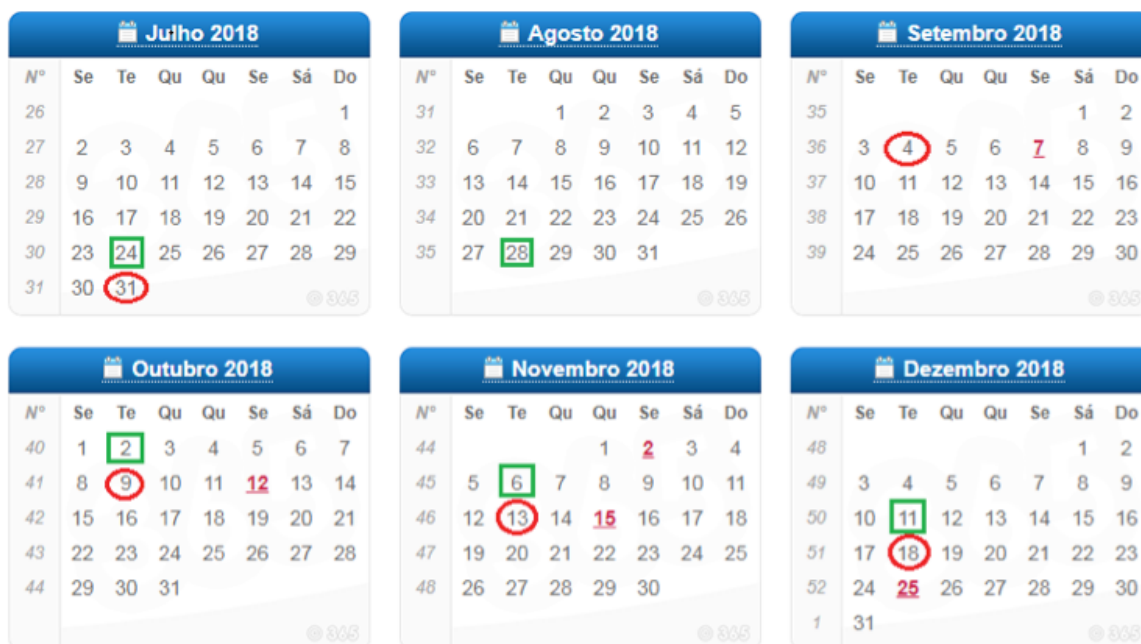 Julho 2018
Nº Se Te Qu Qu Se Sá Do
26 1
27 2 3 4 5 6 7 8
28 9 10 11 12 13 14 15
29 16 17 18 19 20 21 22
30 23 24 25 26 27 28 29
31 30 31
© 365
Agosto 2018
Nº Se Te Qu Qu Se Sá Do
31 1 2 3 4 5
32 6 7 8 9 10 11 12
33 13 14 15 16 17 18 19
34 20 21 22 23 24 25 26
35 27 28 29 30 31
© 365
Setembro 2018
Nº Se Te Qu Qu Se Sá Do
35 1 2
36 3 4 5 6 7 8 9
37 10 11 12 13 14 15 16
38 17 18 19 20 21 22 23
39 24 25 26 27 28 29 30
© 365
Outubro 2018
Nº Se Te Qu Qu Se Sá Do
40 1 2 3 4 5 6 7
41 8 9 10 11 12 13 14
42 15 16 17 18 19 20 21
43 22 23 24 25 26 27 28
44 29 30 31
© 365
Novembro 2018
Nº Se Te Qu Qu Se Sá Do
44 1 2 3 4
45 5 6 7 8 9 10 11
46 12 13 14 15 16 17 18
47 19 20 21 22 23 24 25
48 26 27 28 29 30
© 365
Dezembro 2018
Nº Se Te Qu Qu Se Sá Do
48 1 2
49 3 4 5 6 7 8 9
50 10 11 12 13 14 15 16
51 17 18 19 20 21 22 23
52 24 25 26 27 28 29 30
1 31
© 365